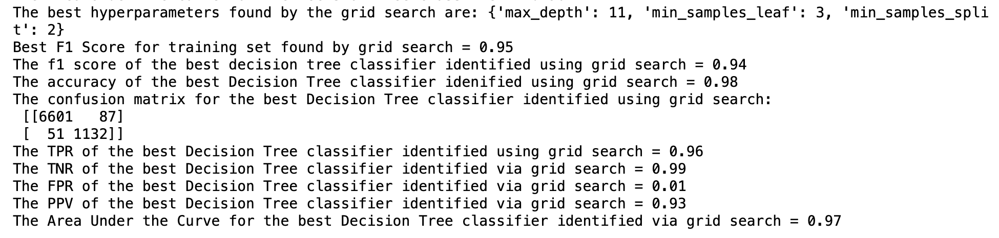 The best hyperparameters found by the grid search are: {'max_depth': 11, 'min_samples_leaf': 3, 'min_samples_spli
t': 2}
Best F1 Score for training set found by grid search = 0.95
The f1 score of the best decision tree classifier identified using grid search = 0.94
The accuracy of the best Decision Tree classifier idenified using grid search = 0.98
The confusion matrix for the best Decision Tree classifier identified using grid search:
 [[6601   87]
 [  51 1132]]
The TPR of the best Decision Tree classifier identified using grid search = 0.96
The TNR of the best Decision Tree classifier identified via grid search = 0.99
The FPR of the best Decision Tree classifier identified via grid search = 0.01
The PPV of the best Decision Tree classifier identified via grid search = 0.93
The Area Under the Curve for the best Decision Tree classifier identified via grid search = 0.97